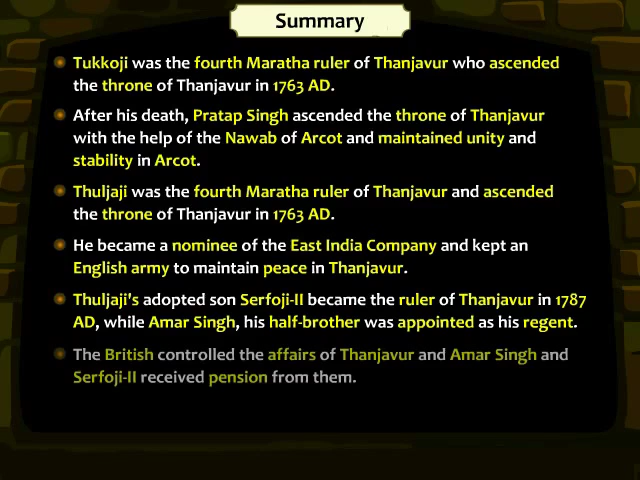 Summary
Tukkoji was the fourth Maratha ruler of Thanjavur who ascended
the throne of Thanjavur in 1763 AD.
After his death, Pratap Singh ascended the throne of Thanjavur
with the help of the Nawab of Arcot and maintained unity and
stability in Arcot.
Thuljaji was the fourth Maratha ruler of Thanjavur and ascended
the throne of Thanjavur in 1763 AD.
He became a nominee of the East India Company and kept an
English army to maintain peace in Thanjavur.
Thuljaji's adopted son Serfoji-II became the ruler of Thanjavur in 1787
AD, while Amar Singh, his half-brother was appointed as his regent.
The British controlled the affairs of Thanjavur and Amar Singh and
Serfoji-II received pension from them.